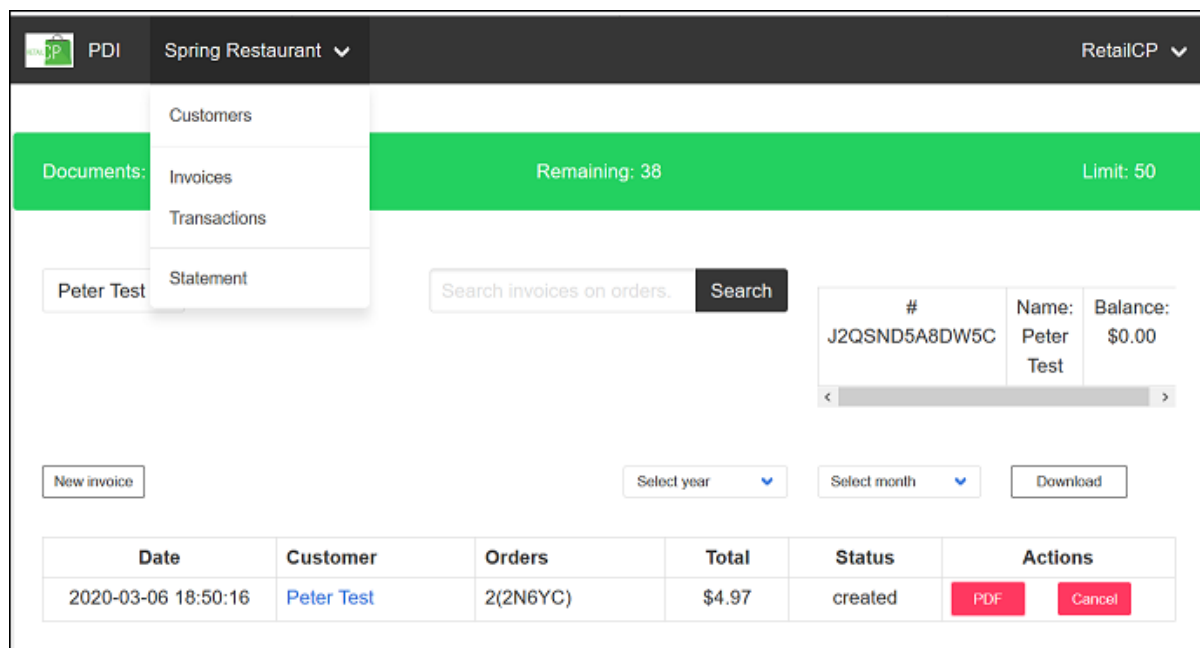 PDI
Spring Restaurant
RetailCP
Customers
Invoices
Transactions
Statement
Documents:
Remaining: 38
Limit: 50
Peter Test
Search invoices on orders.
Search
# J2QSND5A8DW5C
Name: Peter Test
Balance: $0.00
New invoice
Select year
Select month
Download
Date Customer Orders Total Status Actions
2020-03-06 18:50:16 Peter Test 2(2N6YC) $4.97 created PDF Cancel